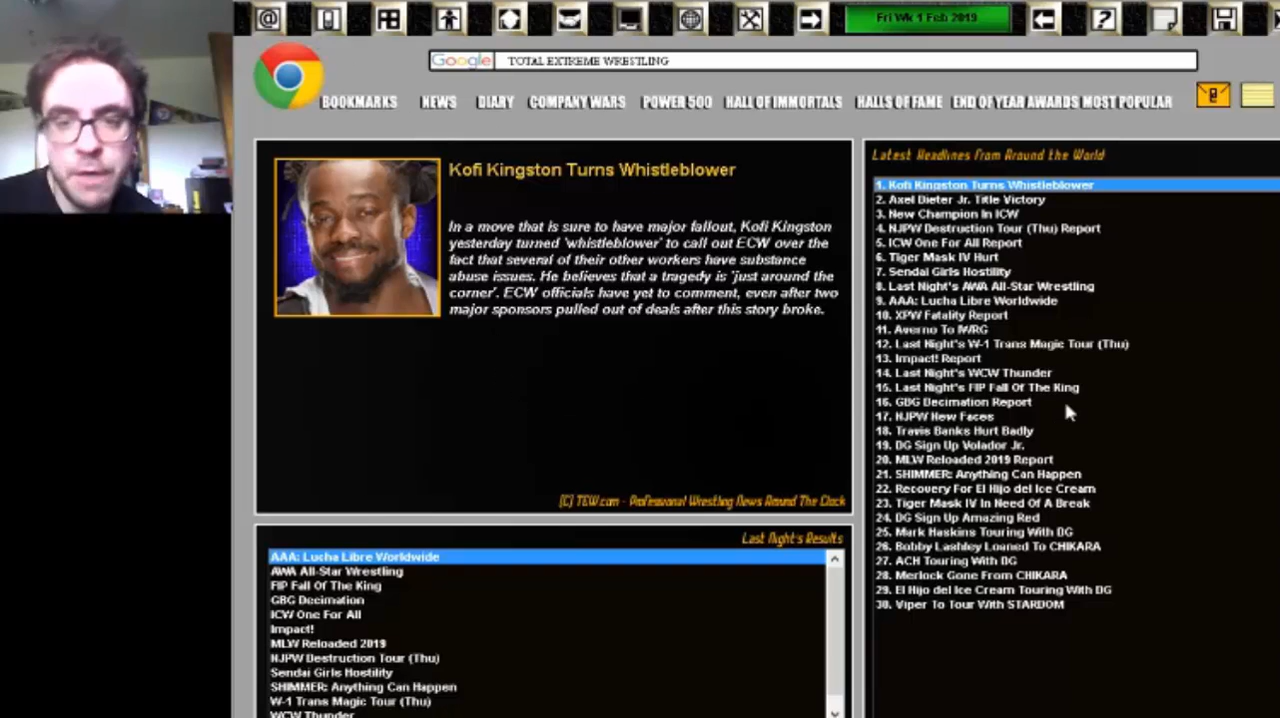 Fri Wk 1 Feb 2019
Google TOTAL EXTREME WRESTLING
BOOKMARKS NEWS DIARY COMPANY WARS POWER 500 HALL OF IMMORTALS HALLS OF FAME END OF YEAR AWARDS MOST POPULAR
Kofi Kingston Turns Whistleblower
In a move that is sure to have major fallout, Kofi Kingston
yesterday turned 'whistleblower' to call out ECW over the
fact that several of their other workers have substance
abuse issues. He believes that a tragedy is 'just around the
corner'. ECW officials have yet to comment, even after two
major sponsors pulled out of deals after this story broke.
(C) TEW.com - Professional Wrestling News Around The Clock
Last Night's Results
AAA: Lucha Libre Worldwide
AWA All-Star Wrestling
FIP Fall Of The King
GBG Decimation
ICW One For All
Impact!
MLW Reloaded 2019
NJPW Destruction Tour (Thu)
Sendai Girls Hostility
SHIMMER: Anything Can Happen
W-1 Trans Magic Tour (Thu)
WCW Thunder
Latest Headlines From Around the World
1. Kofi Kingston Turns Whistleblower
2. Axel Dieter Jr. Title Victory
3. New Champion In ICW
4. NJPW Destruction Tour (Thu) Report
5. ICW One For All Report
6. Tiger Mask IV Hurt
7. Sendai Girls Hostility
8. Last Night's AWA All-Star Wrestling
9. AAA: Lucha Libre Worldwide
10. XPW Fatality Report
11. Averno To IWRG
12. Last Night's W-1 Trans Magic Tour (Thu)
13. Impact! Report
14. Last Night's WCW Thunder
15. Last Night's FIP Fall Of The King
16. GBG Decimation Report
17. NJPW New Faces
18. Travis Banks Hurt Badly
19. DG Sign Up Volador Jr.
20. MLW Reloaded 2019 Report
21. SHIMMER: Anything Can Happen
22. Recovery For El Hijo del Ice Cream
23. Tiger Mask IV In Need Of A Break
24. DG Sign Up Amazing Red
25. Mark Haskins Touring With DG
26. Bobby Lashley Loaned To CHIKARA
27. ACH Touring With DG
28. Merlock Gone From CHIKARA
29. El Hijo del Ice Cream Touring With DG
30. Viper To Tour With STARDOM